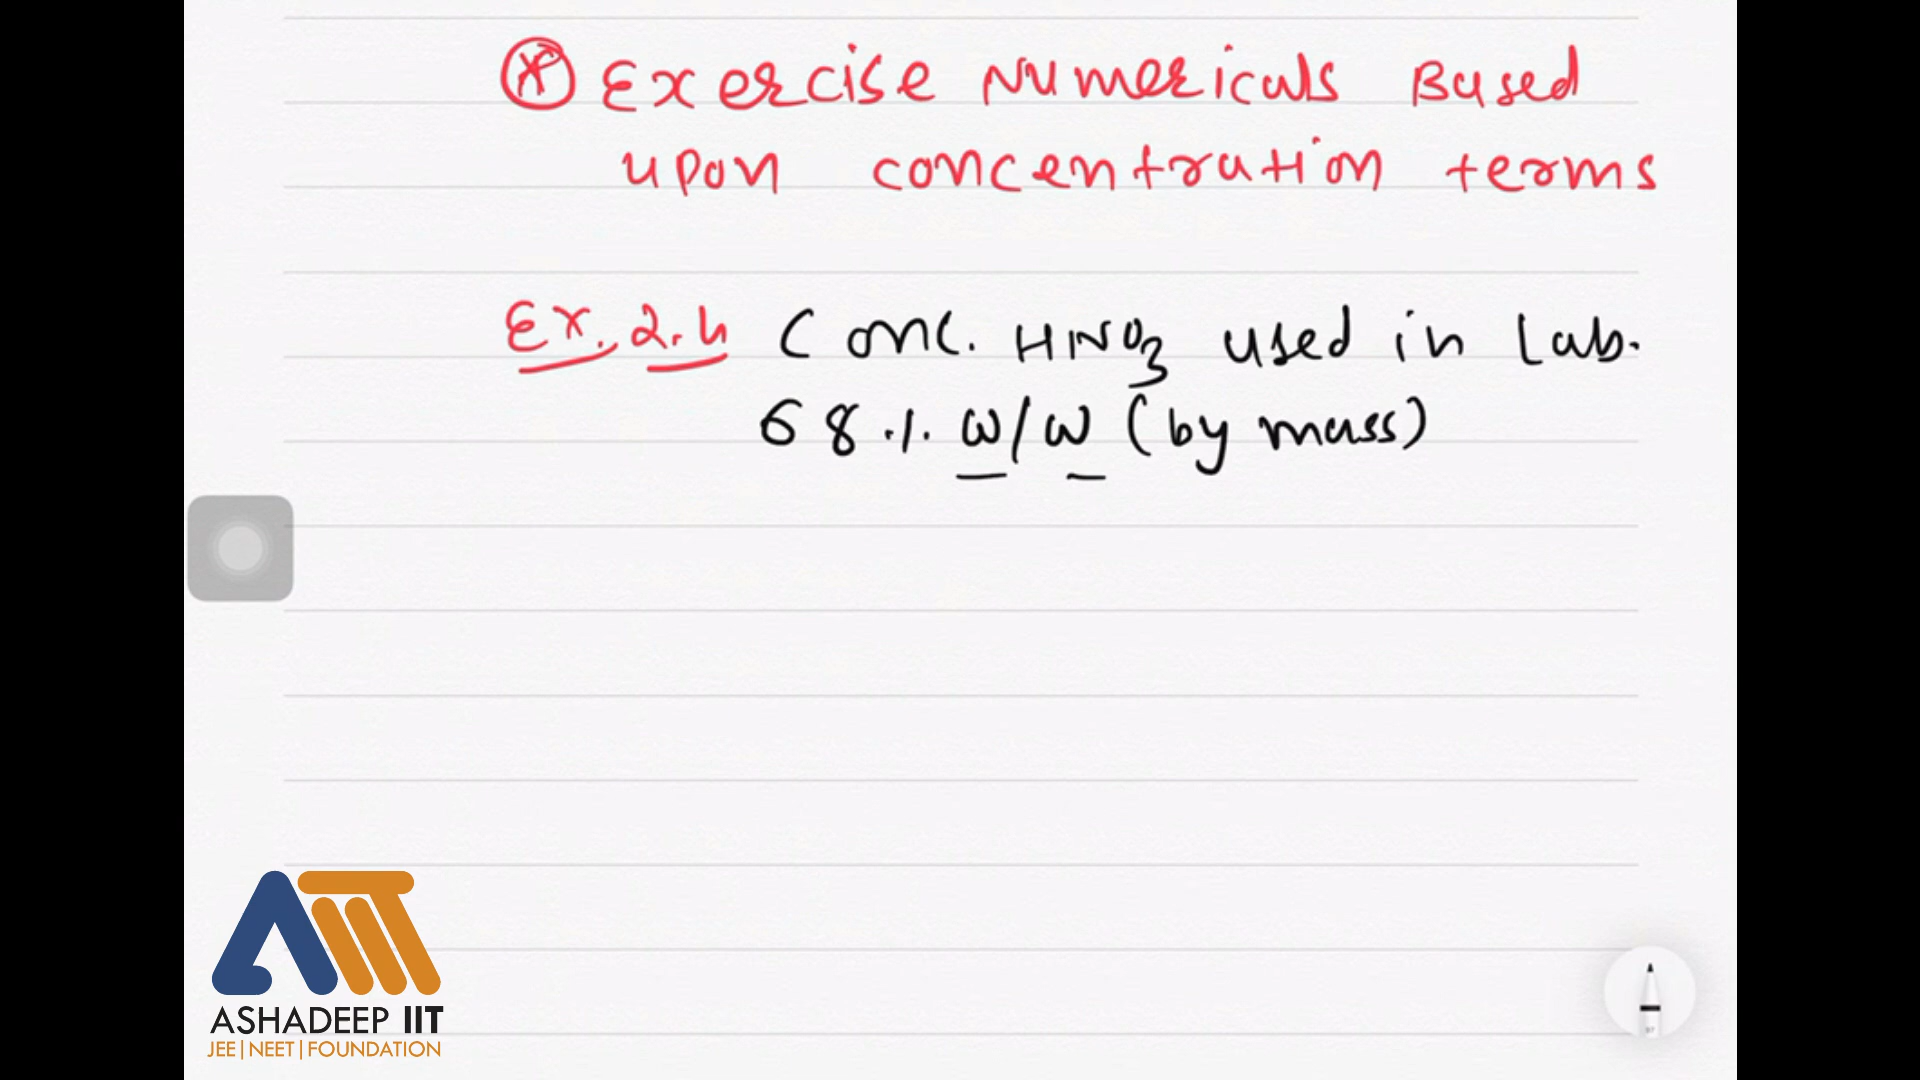 * Exercise Numericals Based
upon concentration terms
Ex. 2.4 Conc. HNO3 used in Lab.
68 % w/w (by mass)
ASHADEEP IIT
JEE | NEET | FOUNDATION